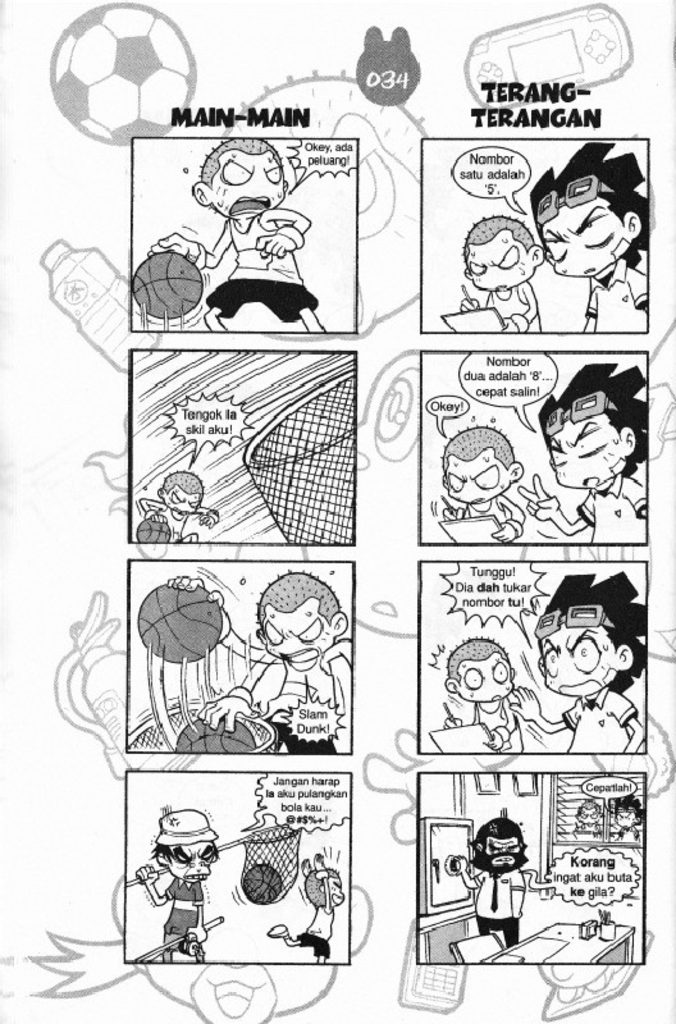 034
MAIN-MAIN
Okey, ada
peluang!
Tengok la
skil aku!
Slam
Dunk!
Jangan harap
la aku pulangkan
bola kau...
@#$%+!
TERANG-
TERANGAN
Nombor
satu adalah
'5'.
Nombor
dua adalah '8'...
cepat salin!
Okey!
Tunggu!
Dia dah tukar
nombor tu!
Cepatlah!
Korang
ingat aku buta
ke gila?